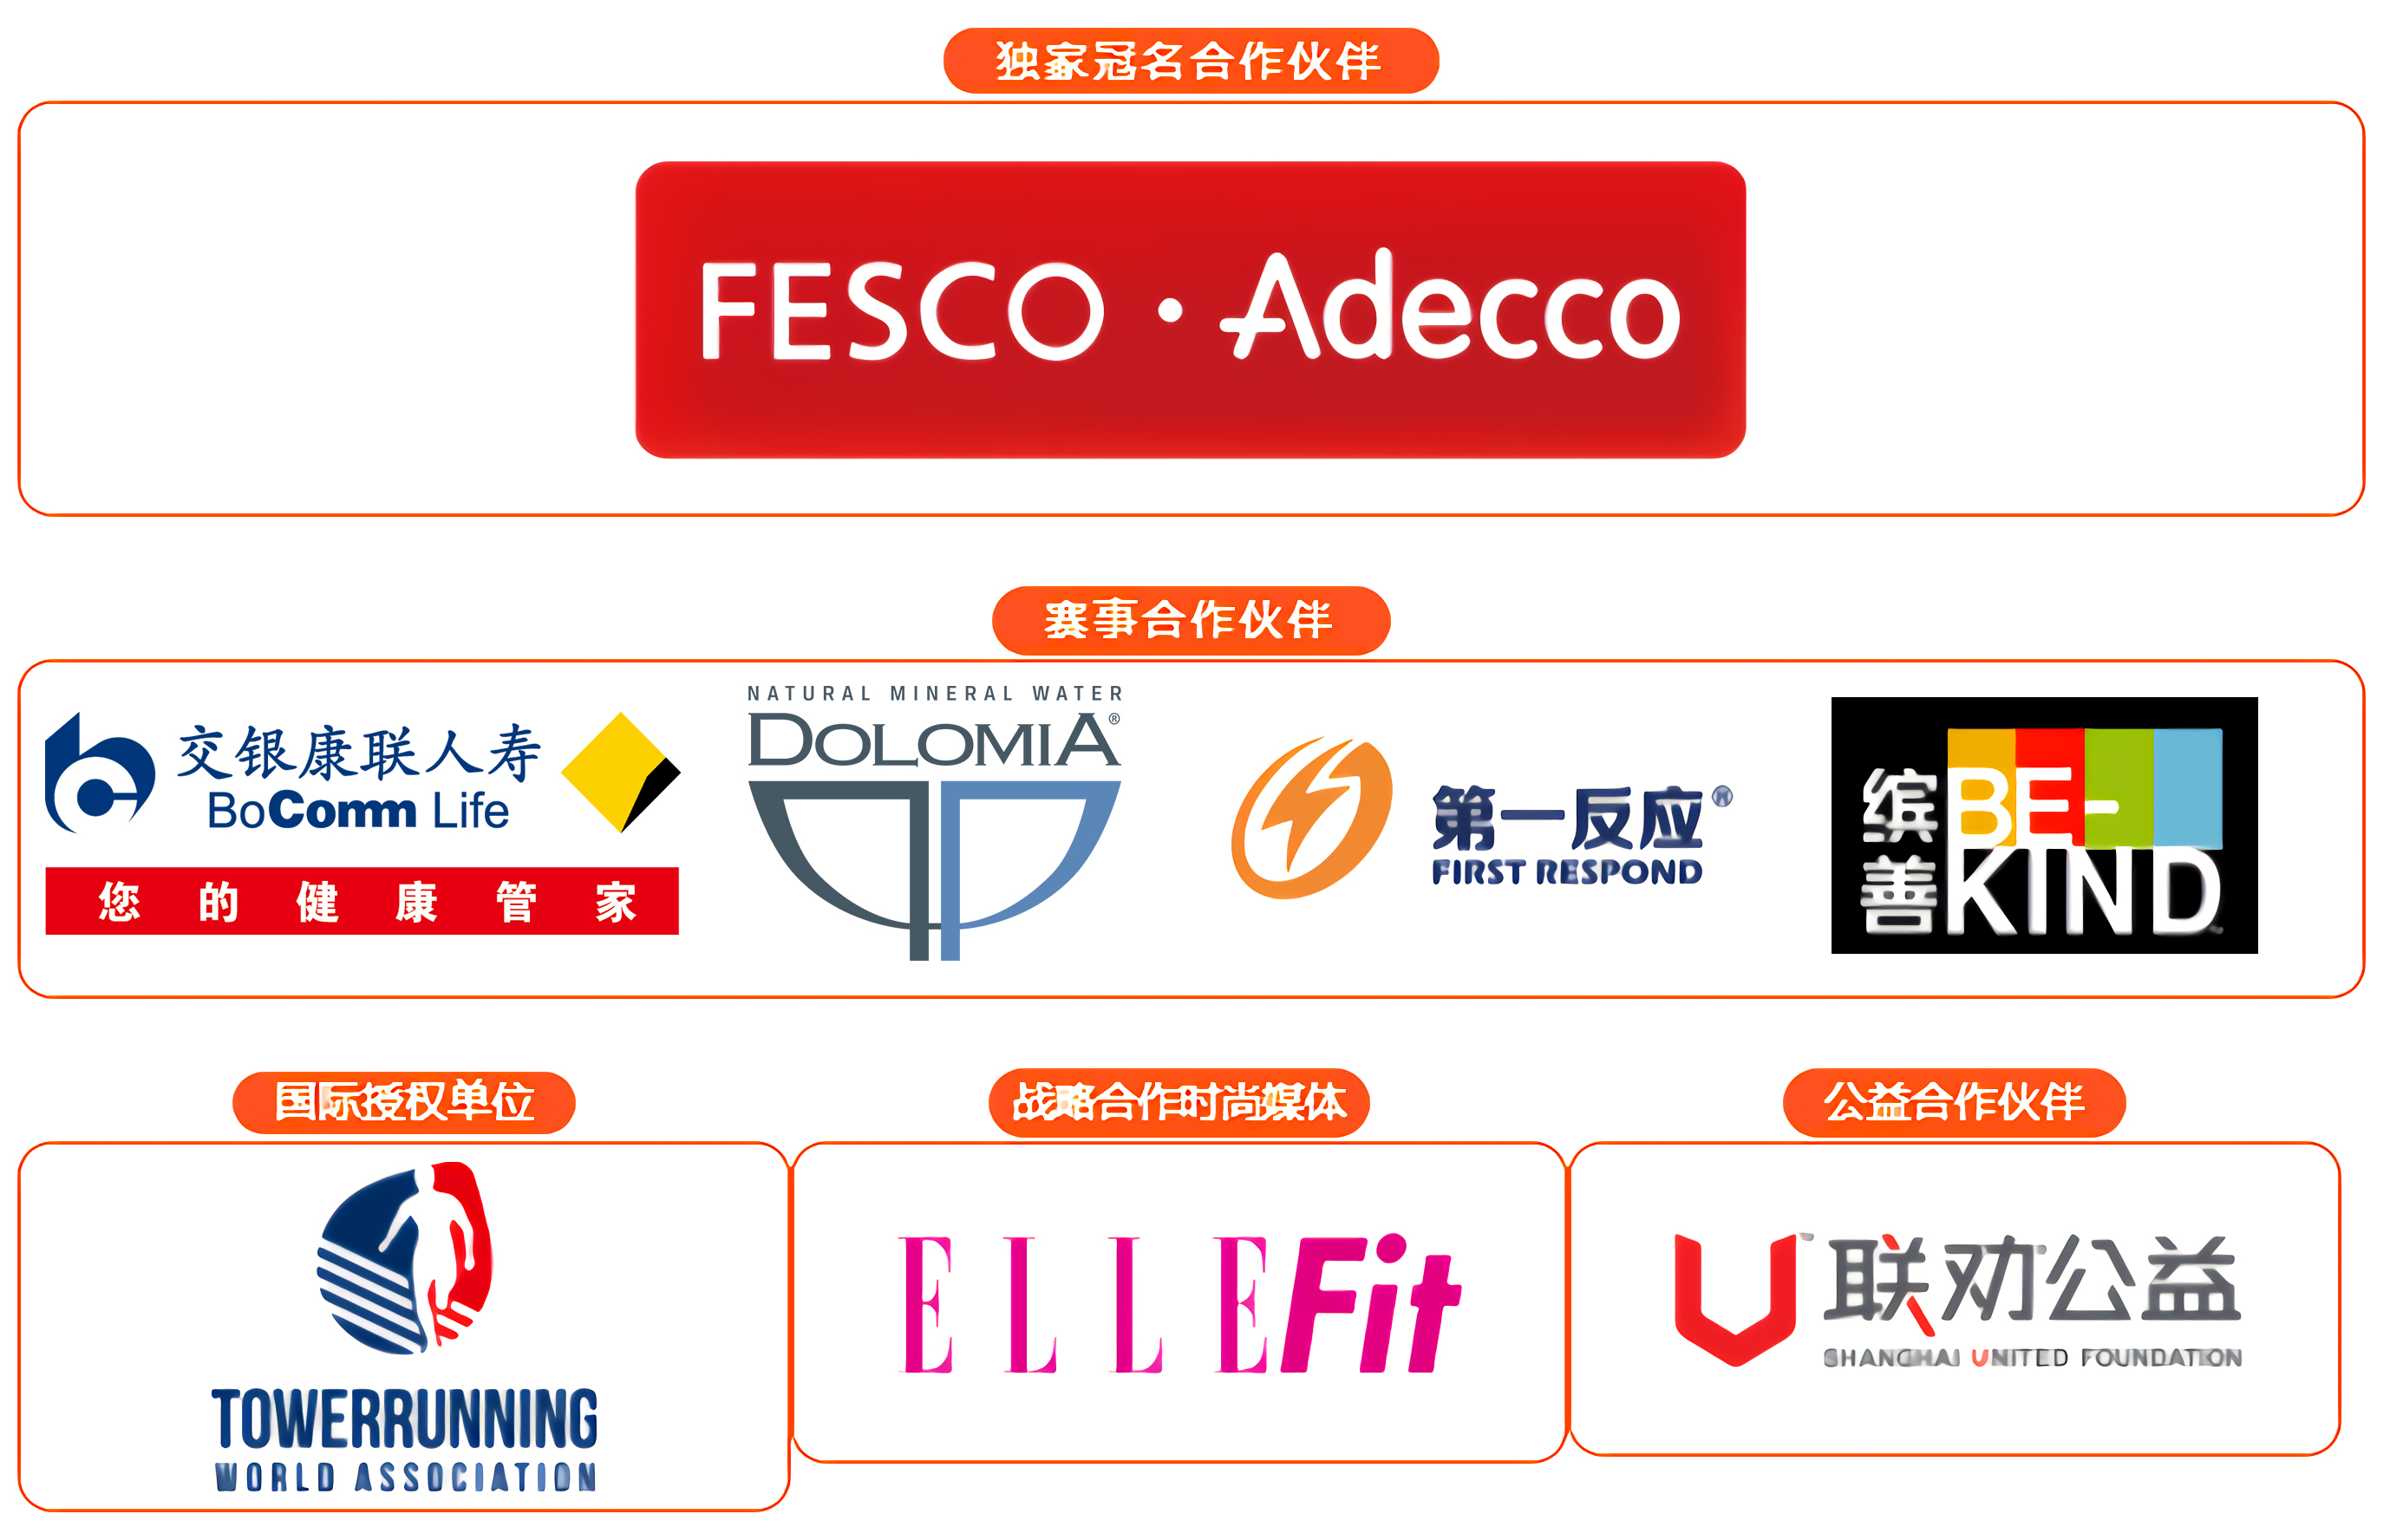 独家冠名合作伙伴
FESCO · Adecco
赛事合作伙伴
交银康联人寿
BoComm Life
您的健康管家
NATURAL MINERAL WATER
DOLOMIA®
第一反应®
FIRST RESPOND
缤善
BE-
KIND
国际授权单位
TOWERRUNNING
WORLD ASSOCIATION
战略合作时尚媒体
ELLE Fit
公益合作伙伴
联劝公益
SHANGHAI UNITED FOUNDATION